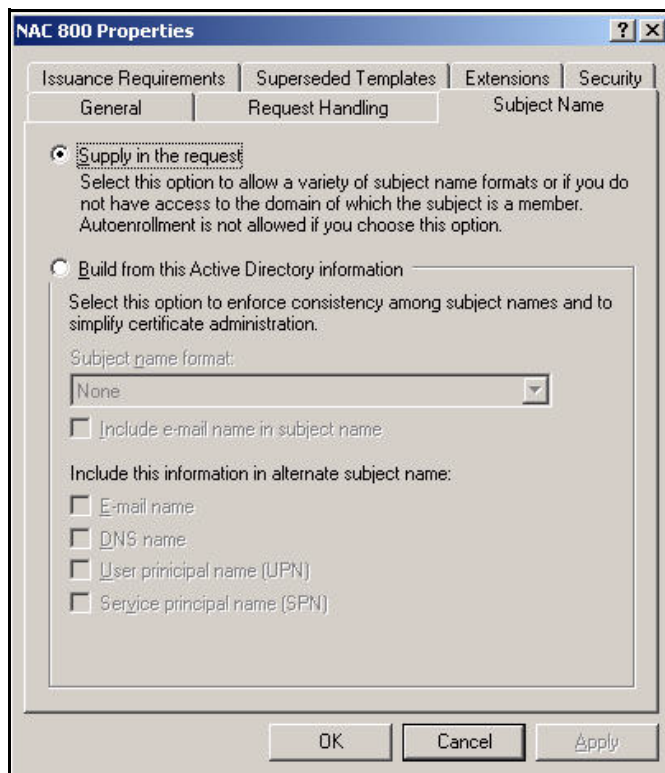 NAC 800 Properties
Issuance Requirements
Superseded Templates
Extensions
Security
General
Request Handling
Subject Name
Supply in the request
Select this option to allow a variety of subject name formats or if you do
not have access to the domain of which the subject is a member.
Autoenrollment is not allowed if you choose this option.
Build from this Active Directory information
Select this option to enforce consistency among subject names and to
simplify certificate administration.
Subject name format:
None
Include e-mail name in subject name
Include this information in alternate subject name:
E-mail name
DNS name
User prinicipal name (UPN)
Service principal name (SPN)
OK
Cancel
Apply